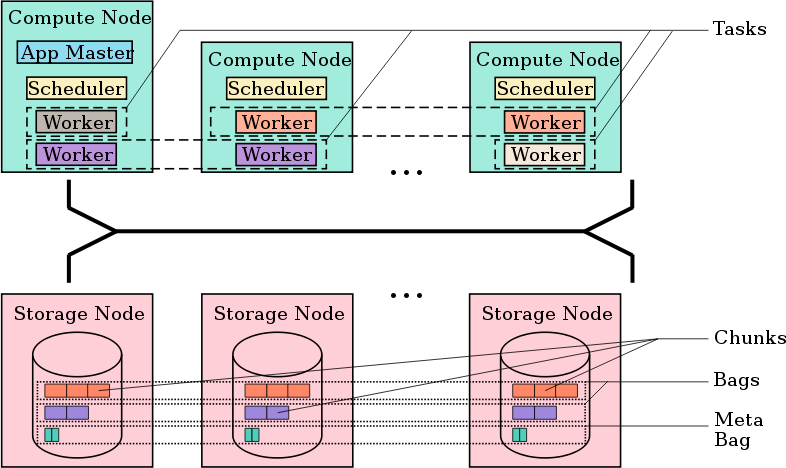 Compute Node
App Master
Scheduler
Worker
Worker
Compute Node
Scheduler
Worker
Worker
...
Compute Node
Scheduler
Worker
Worker
Tasks
...
Storage Node
Storage Node
Storage Node
Chunks
Bags
Meta
Bag